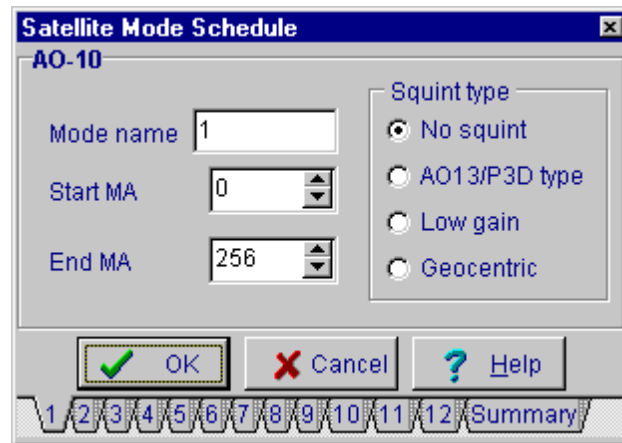 Satellite Mode Schedule
AO-10
Mode name 1
Start MA 0
End MA 256
Squint type
No squint
AO13/P3D type
Low gain
Geocentric
OK Cancel Help
1 2 3 4 5 6 7 8 9 10 11 12 Summary